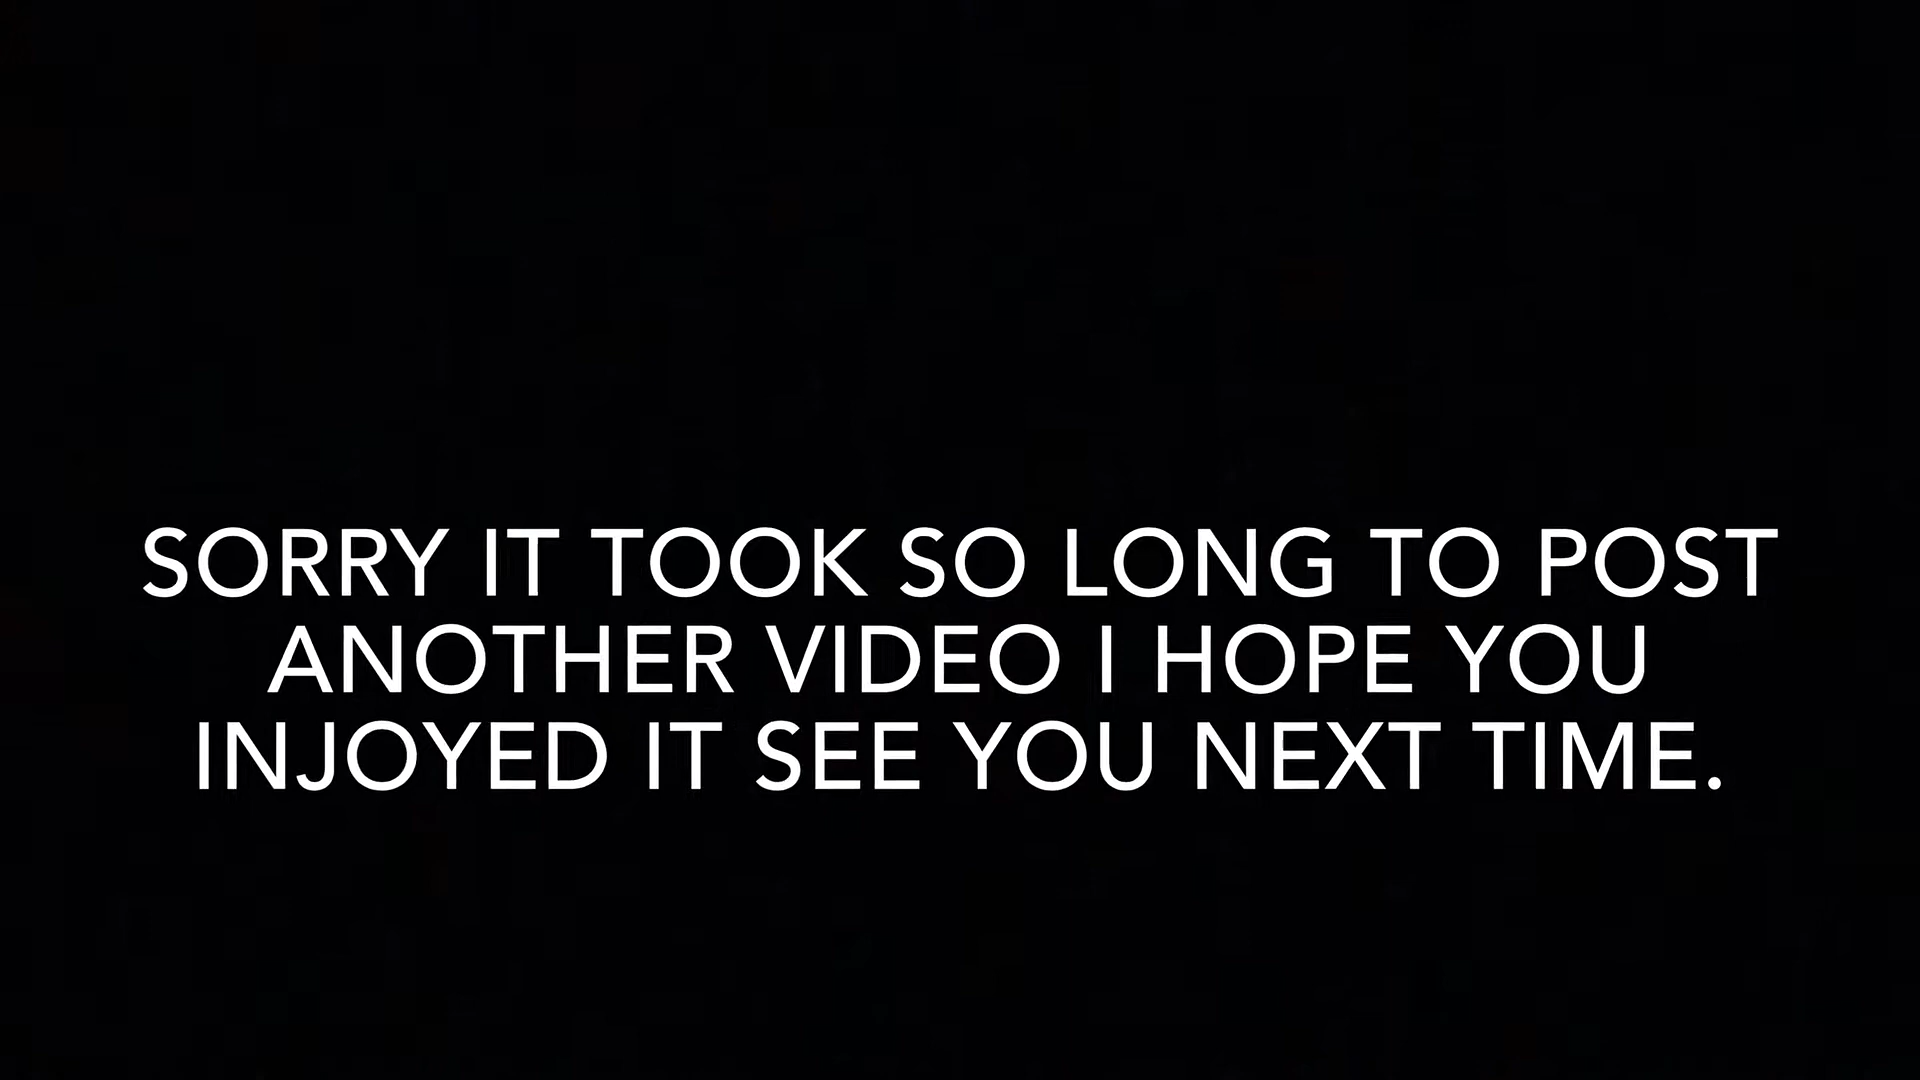 SORRY IT TOOK SO LONG TO POST
ANOTHER VIDEO I HOPE YOU
INJOYED IT SEE YOU NEXT TIME.